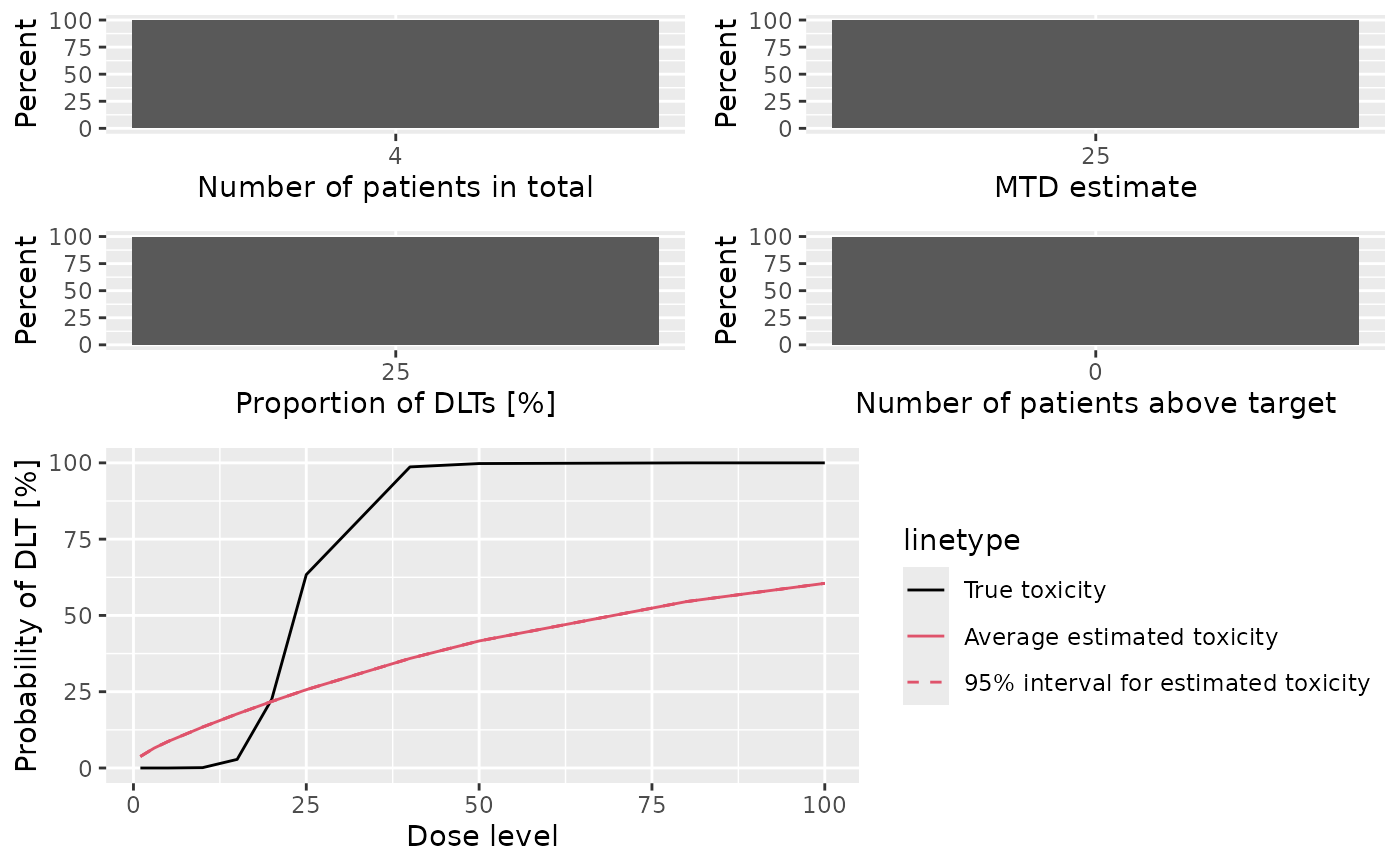 Percent
100
75
50
25
0
4
Number of patients in total
Percent
100
75
50
25
0
25
MTD estimate
Percent
100
75
50
25
0
25
Proportion of DLTs [%]
Percent
100
75
50
25
0
0
Number of patients above target
Probability of DLT [%]
100
75
50
25
0
0 25 50 75 100
Dose level
linetype
True toxicity
Average estimated toxicity
95% interval for estimated toxicity